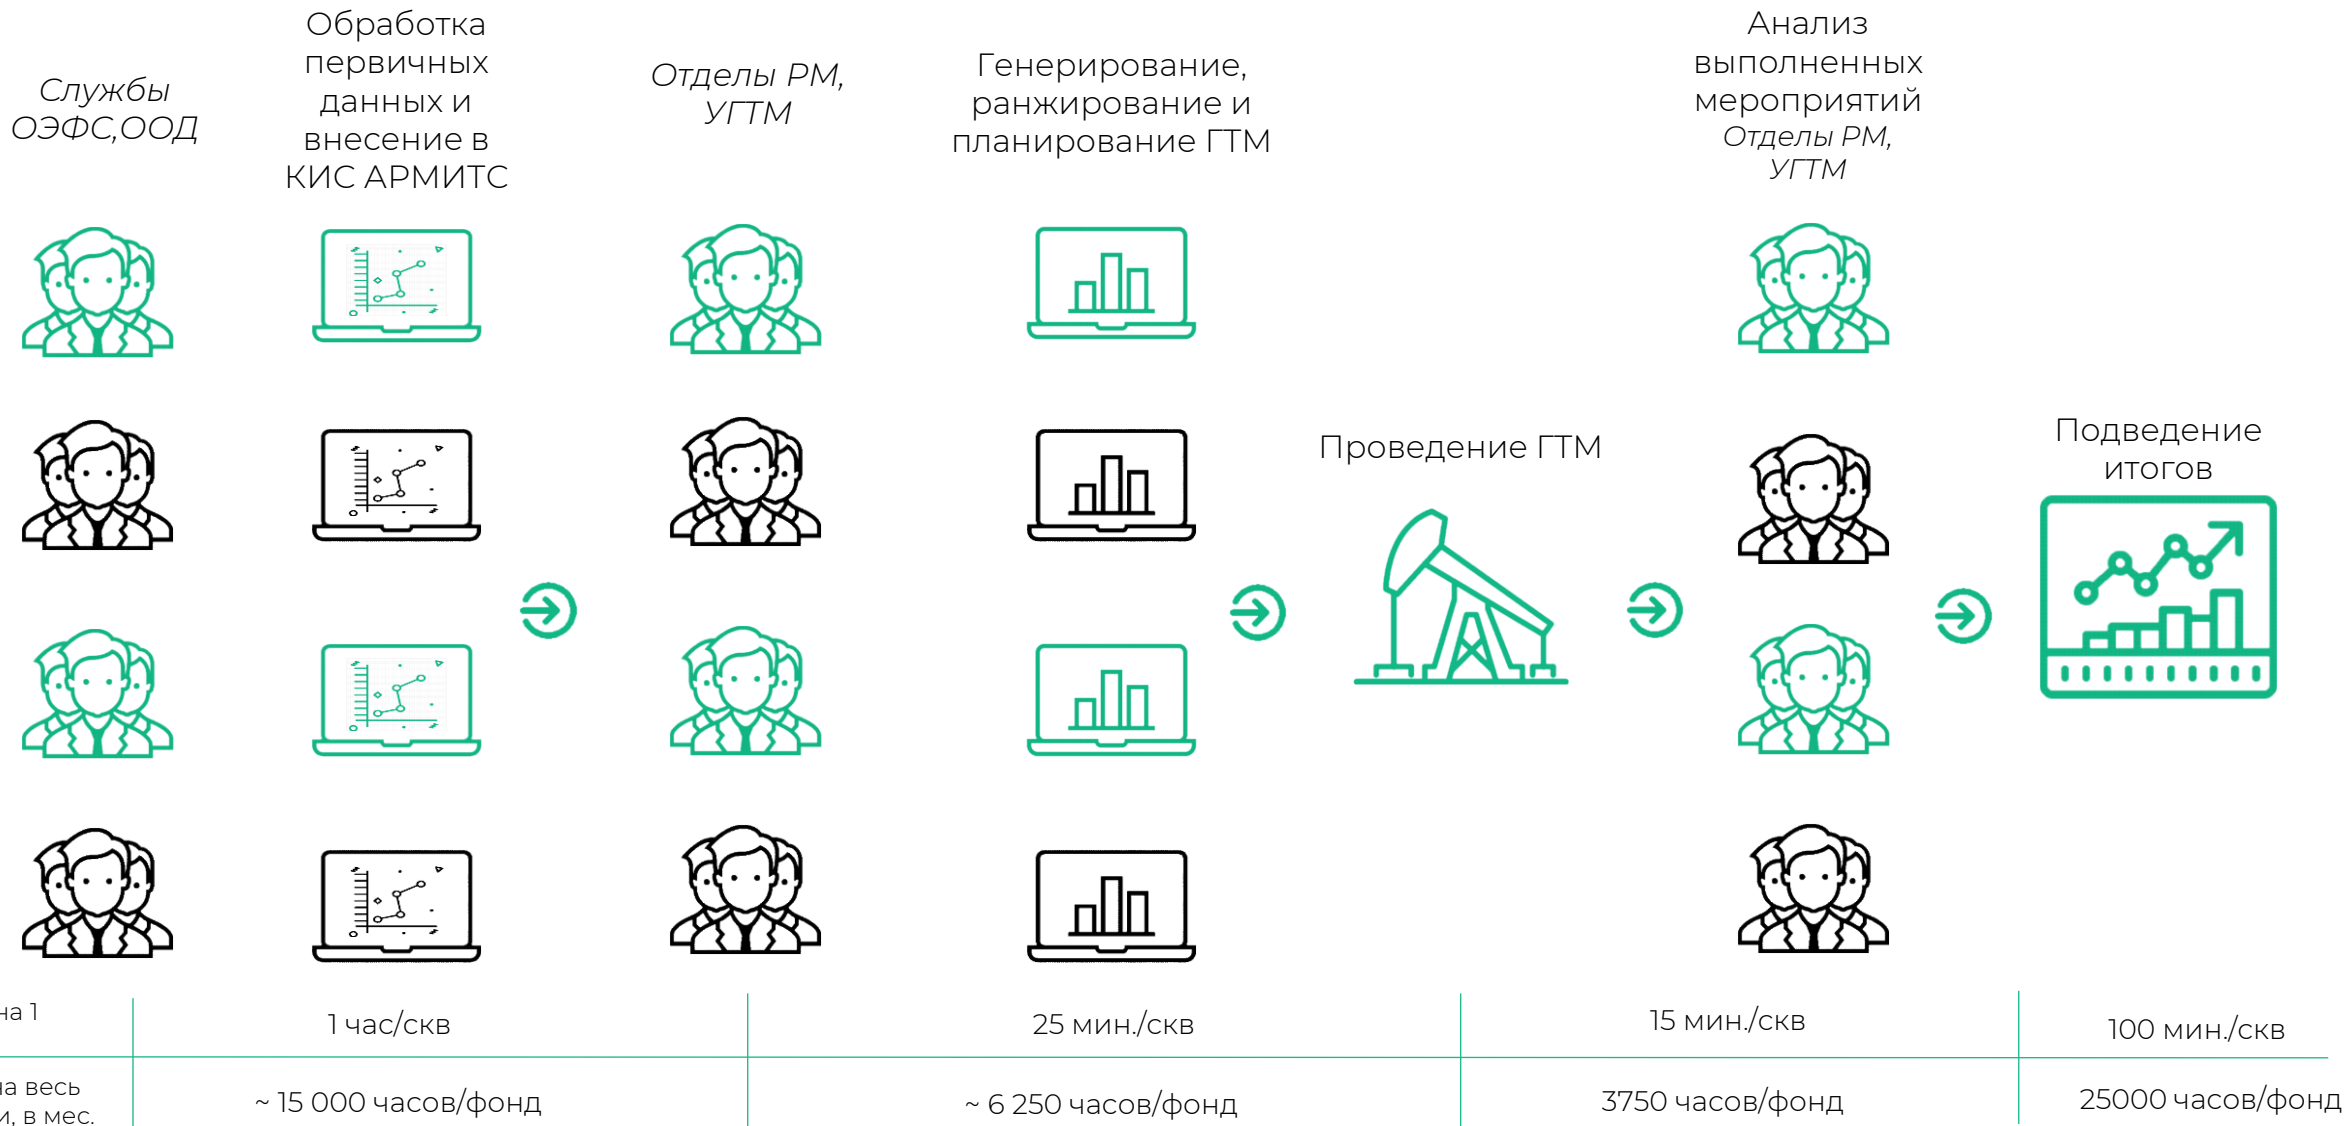 Службы
ОЭФС,ООД
Обработка
первичных
данных и
внесение в
КИС АРМИТС
Отделы РМ,
УГТМ
Генерирование,
ранжирование и
планирование ГТМ
Проведение ГТМ
Анализ
выполненных
мероприятий
Отделы РМ,
УГТМ
Подведение
итогов
на 1
1 час/скв
25 мин./скв
15 мин./скв
100 мин./скв
на весь
и, в мес.
~ 15 000 часов/фонд
~ 6 250 часов/фонд
3750 часов/фонд
25000 часов/фонд